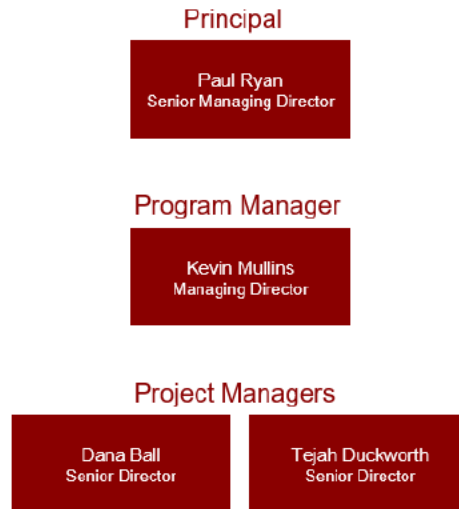 Principal
Paul Ryan
Senior Managing Director
Program Manager
Kevin Mullins
Managing Director
Project Managers
Dana Ball
Senior Director
Tejah Duckworth
Senior Director